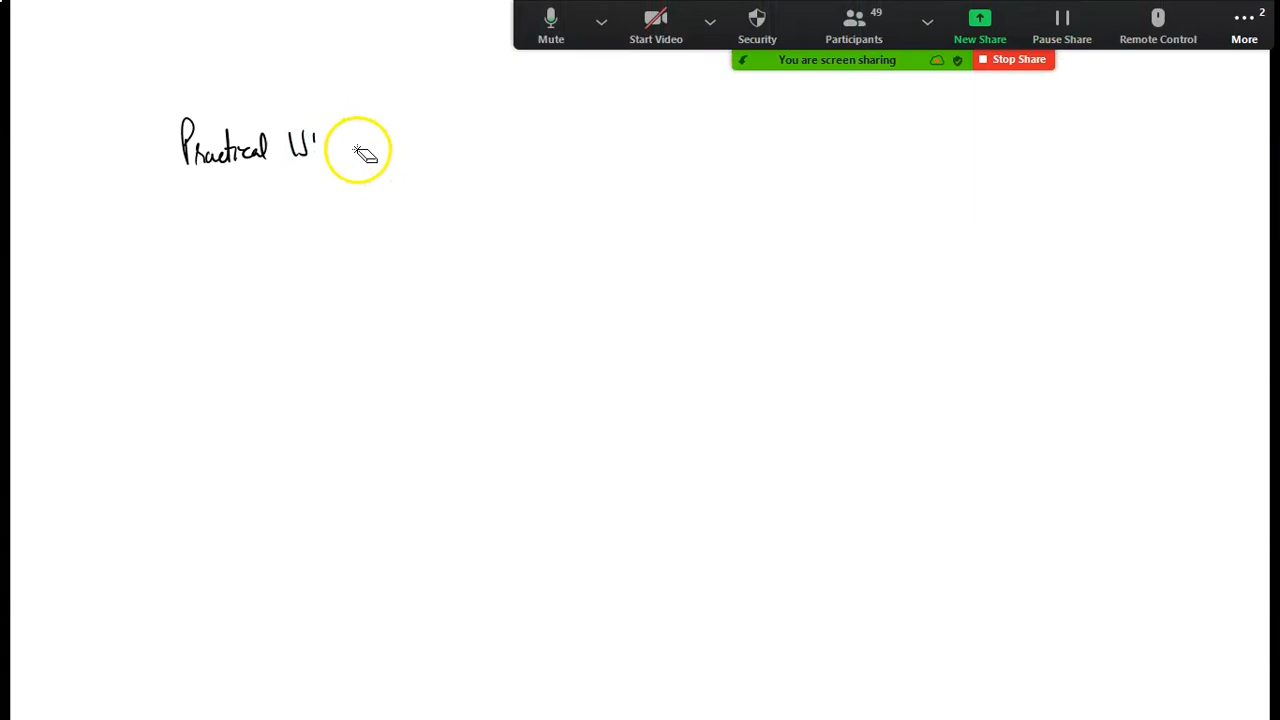 Mute
Start Video
Security
Participants
49
New Share
Pause Share
Remote Control
More
2
You are screen sharing
Stop Share
Practical